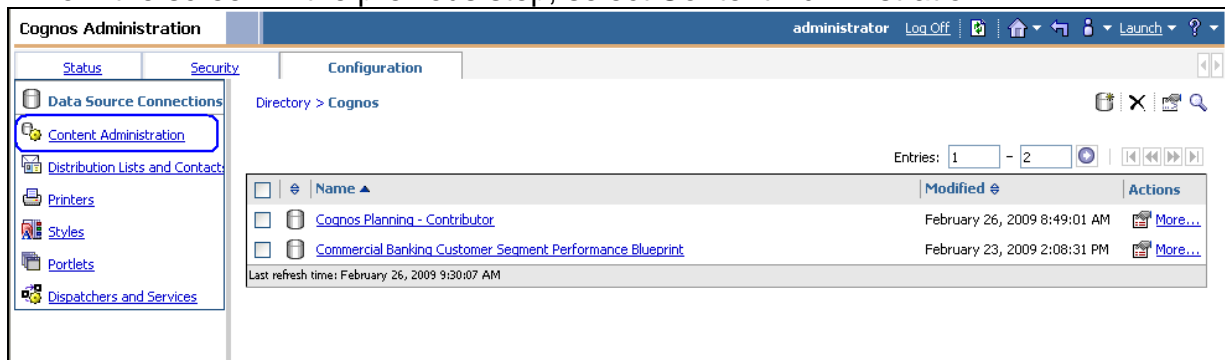 Cognos Administration administrator Log Off Launch ?
Status Security Configuration
Data Source Connections
Content Administration
Distribution Lists and Contacts
Printers
Styles
Portlets
Dispatchers and Services
Directory > Cognos
Entries: 1 - 2
Name Modified Actions
Cognos Planning - Contributor February 26, 2009 8:49:01 AM More...
Commercial Banking Customer Segment Performance Blueprint February 23, 2009 2:08:31 PM More...
Last refresh time: February 26, 2009 9:30:07 AM